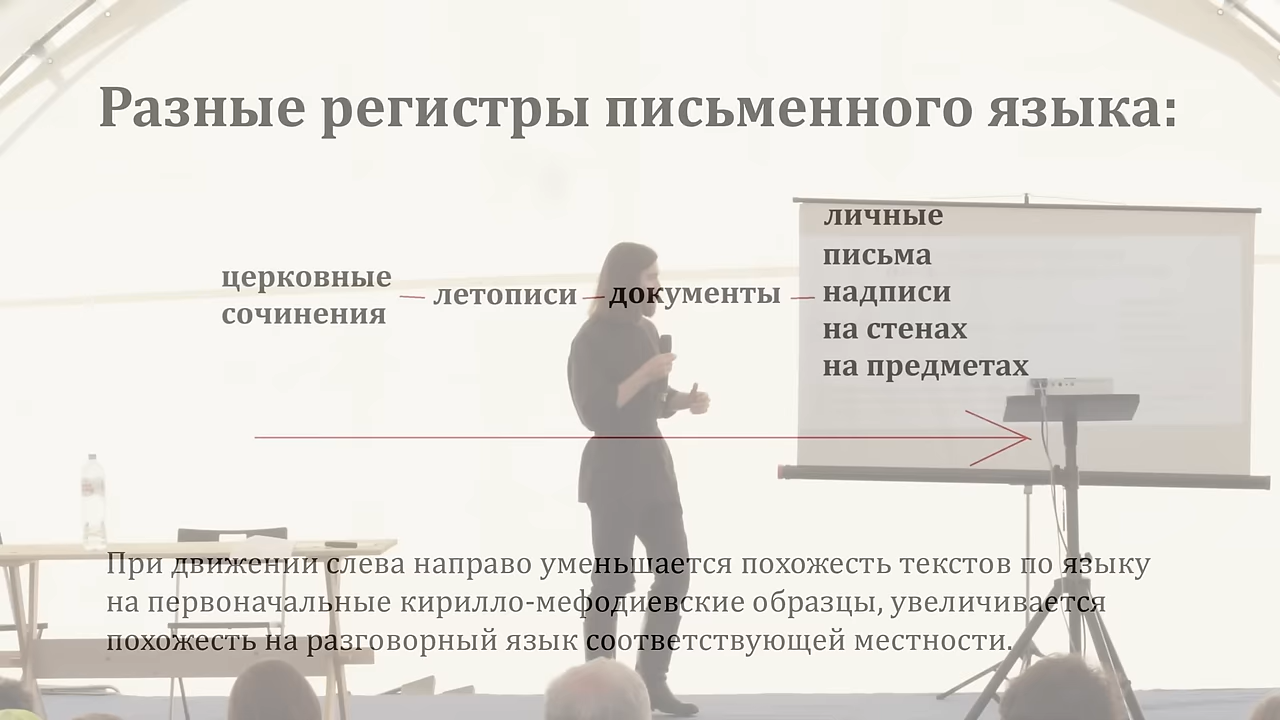 Разные регистры письменного языка:
церковные
сочинения
летописи
документы
личные
письма
надписи
на стенах
на предметах
При движении слева направо уменьшается похожесть текстов по языку
на первоначальные кирилло-мефодиевские образцы, увеличивается
похожесть на разговорный язык соответствующей местности.